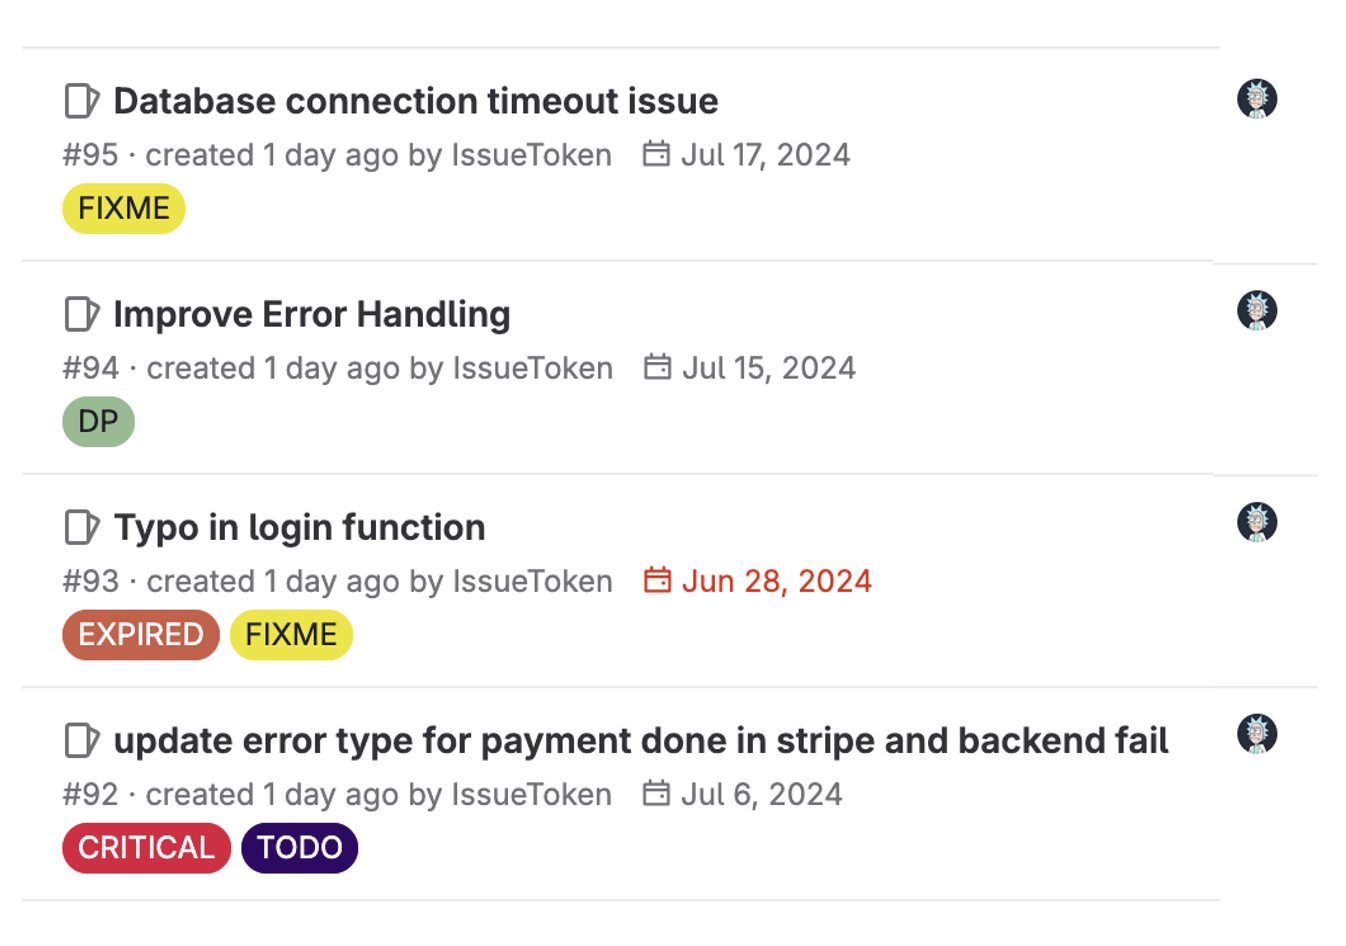 Database connection timeout issue
#95 · created 1 day ago by IssueToken Jul 17, 2024
FIXME
Improve Error Handling
#94 · created 1 day ago by IssueToken Jul 15, 2024
DP
Typo in login function
#93 · created 1 day ago by IssueToken Jun 28, 2024
EXPIRED FIXME
update error type for payment done in stripe and backend fail
#92 · created 1 day ago by IssueToken Jul 6, 2024
CRITICAL TODO